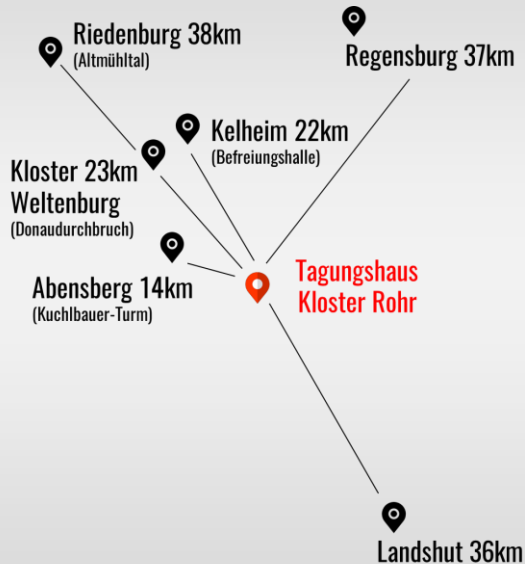 Riedenburg 38km
(Altmühltal)
Regensburg 37km
Kelheim 22km
(Befreiungshalle)
Kloster 23km
Weltenburg
(Donaudurchbruch)
Abensberg 14km
(Kuchlbauer-Turm)
Tagungshaus
Kloster Rohr
Landshut 36km